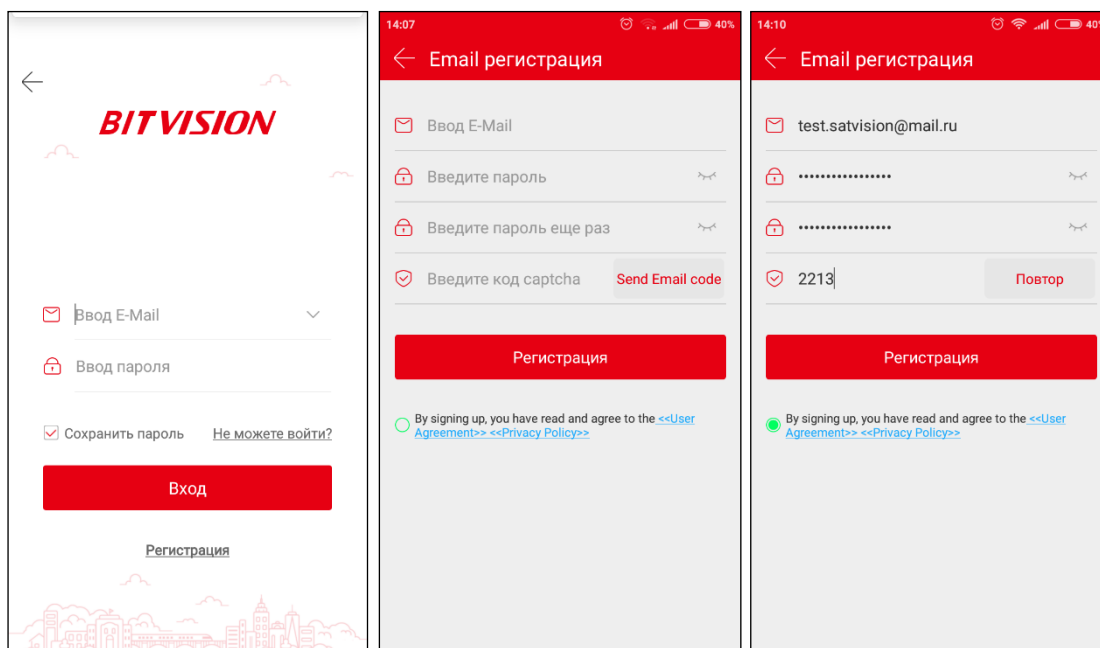 BITVISION
Ввод E-Mail
Ввод пароля
Сохранить пароль Не можете войти?
Вход
Регистрация
14:07 40%
Email регистрация
Ввод E-Mail
Введите пароль
Введите пароль еще раз
Введите код captcha Send Email code
Регистрация
By signing up, you have read and agree to the <<User
Agreement>> <<Privacy Policy>>
14:10 40%
Email регистрация
test.satvision@mail.ru
•••••••••••••••••
•••••••••••••••••
2213 Повтор
Регистрация
By signing up, you have read and agree to the <<User
Agreement>> <<Privacy Policy>>